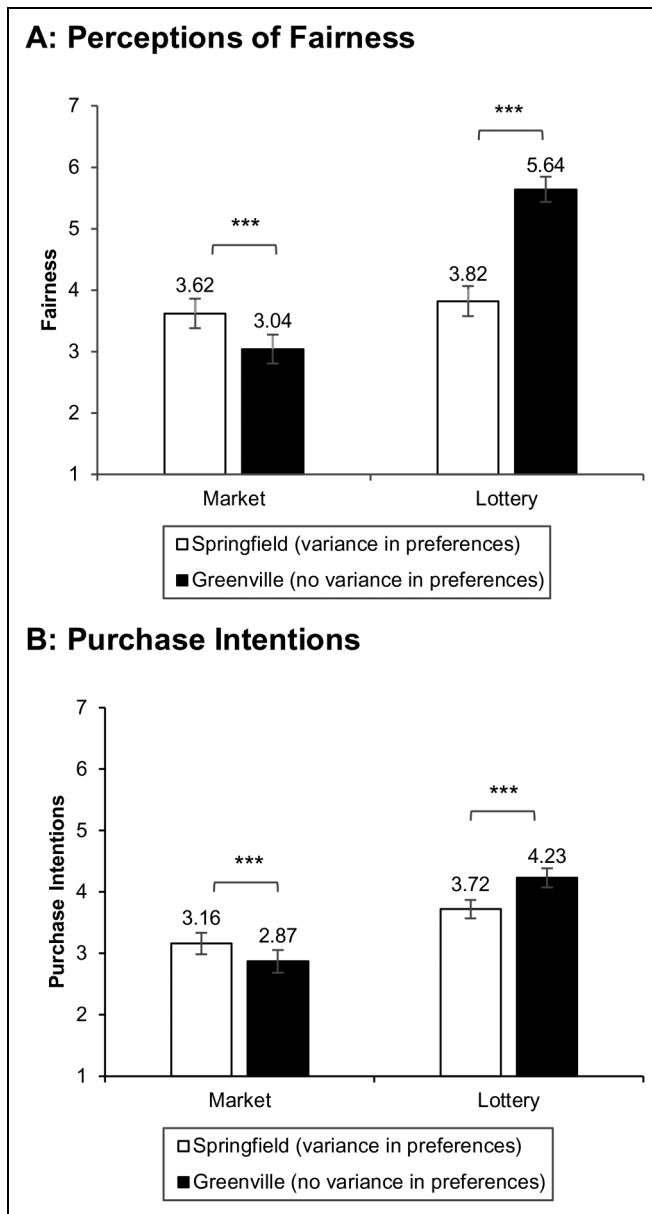 A: Perceptions of Fairness
7
6
5
4
3
2
1
Fairness
***
3.62
3.04
***
3.82
5.64
Market
Lottery
Springfield (variance in preferences)
Greenville (no variance in preferences)
B: Purchase Intentions
7
6
5
4
3
2
1
Purchase Intentions
***
3.16
2.87
***
3.72
4.23
Market
Lottery
Springfield (variance in preferences)
Greenville (no variance in preferences)